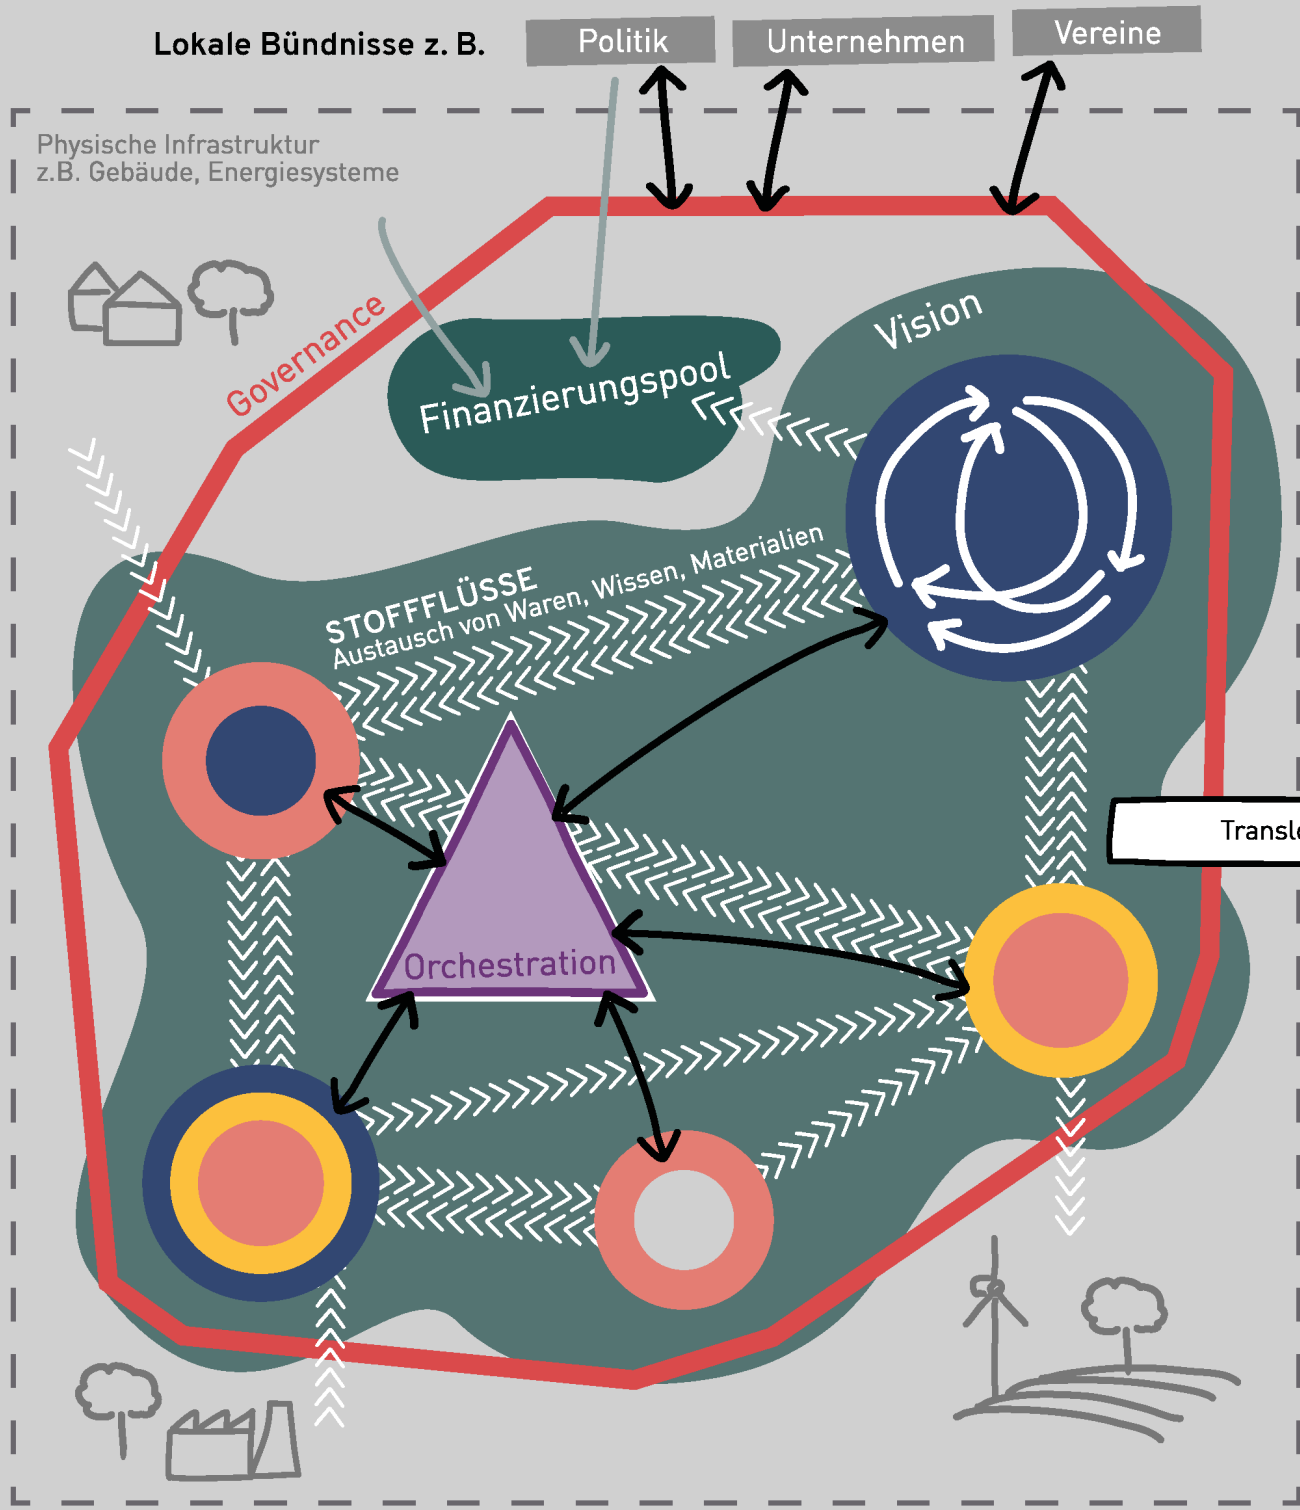 Lokale Bündnisse z. B.
Politik
Unternehmen
Vereine
Physische Infrastruktur
z.B. Gebäude, Energiesysteme
Governance
Vision
Finanzierungspool
STOFFFLÜSSE
Austausch von Waren, Wissen, Materialien
Orchestration